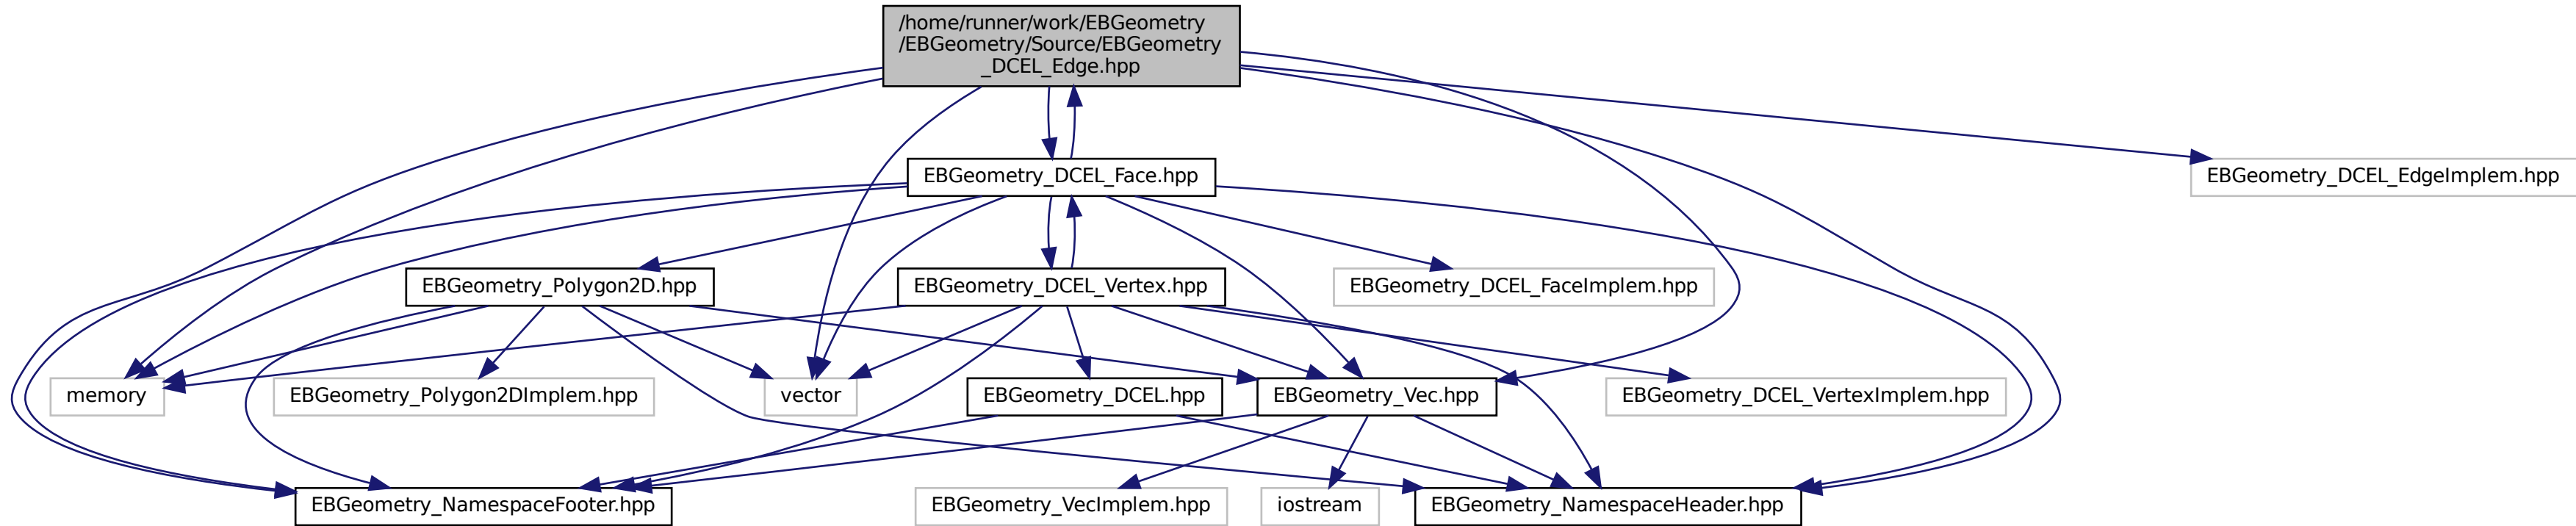 /home/runner/work/EBGeometry
/EBGeometry/Source/EBGeometry
_DCEL_Edge.hpp
EBGeometry_DCEL_Face.hpp
EBGeometry_DCEL_EdgeImplem.hpp
EBGeometry_Polygon2D.hpp
EBGeometry_DCEL_Vertex.hpp
EBGeometry_DCEL_FaceImplem.hpp
memory
EBGeometry_Polygon2DImplem.hpp
vector
EBGeometry_DCEL.hpp
EBGeometry_Vec.hpp
EBGeometry_DCEL_VertexImplem.hpp
EBGeometry_NamespaceFooter.hpp
EBGeometry_VecImplem.hpp
iostream
EBGeometry_NamespaceHeader.hpp